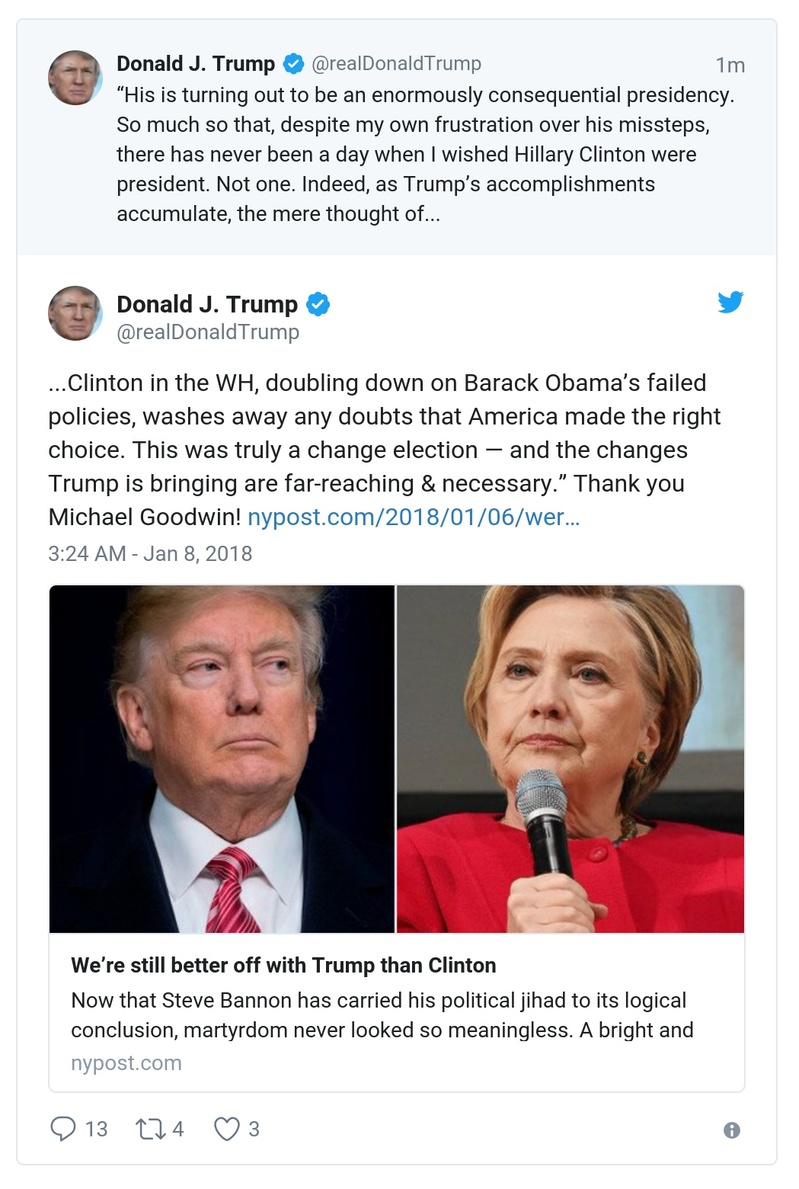 Donald J. Trump @realDonaldTrump 1m
“His is turning out to be an enormously consequential presidency.
So much so that, despite my own frustration over his missteps,
there has never been a day when I wished Hillary Clinton were
president. Not one. Indeed, as Trump’s accomplishments
accumulate, the mere thought of...
Donald J. Trump
@realDonaldTrump
...Clinton in the WH, doubling down on Barack Obama’s failed
policies, washes away any doubts that America made the right
choice. This was truly a change election — and the changes
Trump is bringing are far-reaching & necessary.” Thank you
Michael Goodwin! nypost.com/2018/01/06/wer…
3:24 AM - Jan 8, 2018
We’re still better off with Trump than Clinton
Now that Steve Bannon has carried his political jihad to its logical
conclusion, martyrdom never looked so meaningless. A bright and
nypost.com
13 4 3